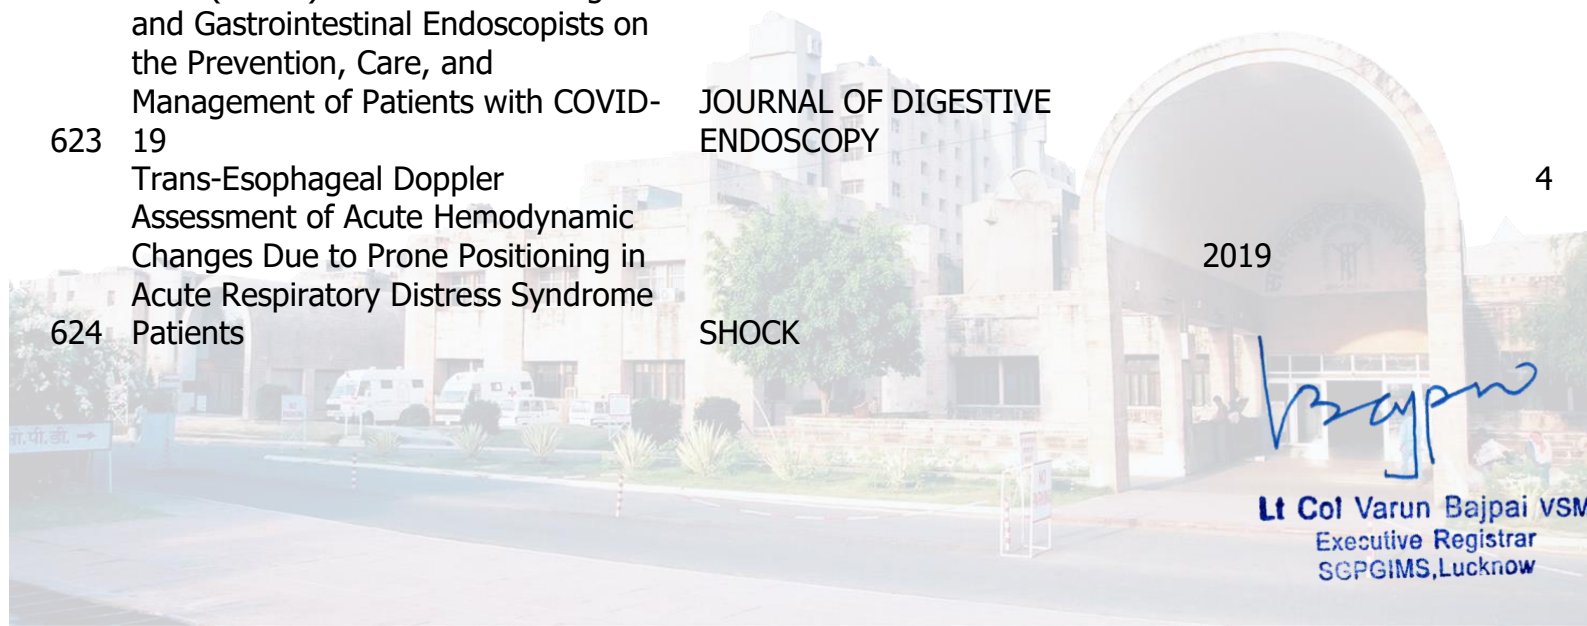 and Gastrointestinal Endoscopists on
the Prevention, Care, and
Management of Patients with COVID-
623 19
JOURNAL OF DIGESTIVE
ENDOSCOPY
Trans-Esophageal Doppler
Assessment of Acute Hemodynamic
Changes Due to Prone Positioning in
Acute Respiratory Distress Syndrome
624 Patients
SHOCK
2019
4
Bajpai
Lt Col Varun Bajpai VSM
Executive Registrar
SGPGIMS,Lucknow
ओ.पी.डी. →